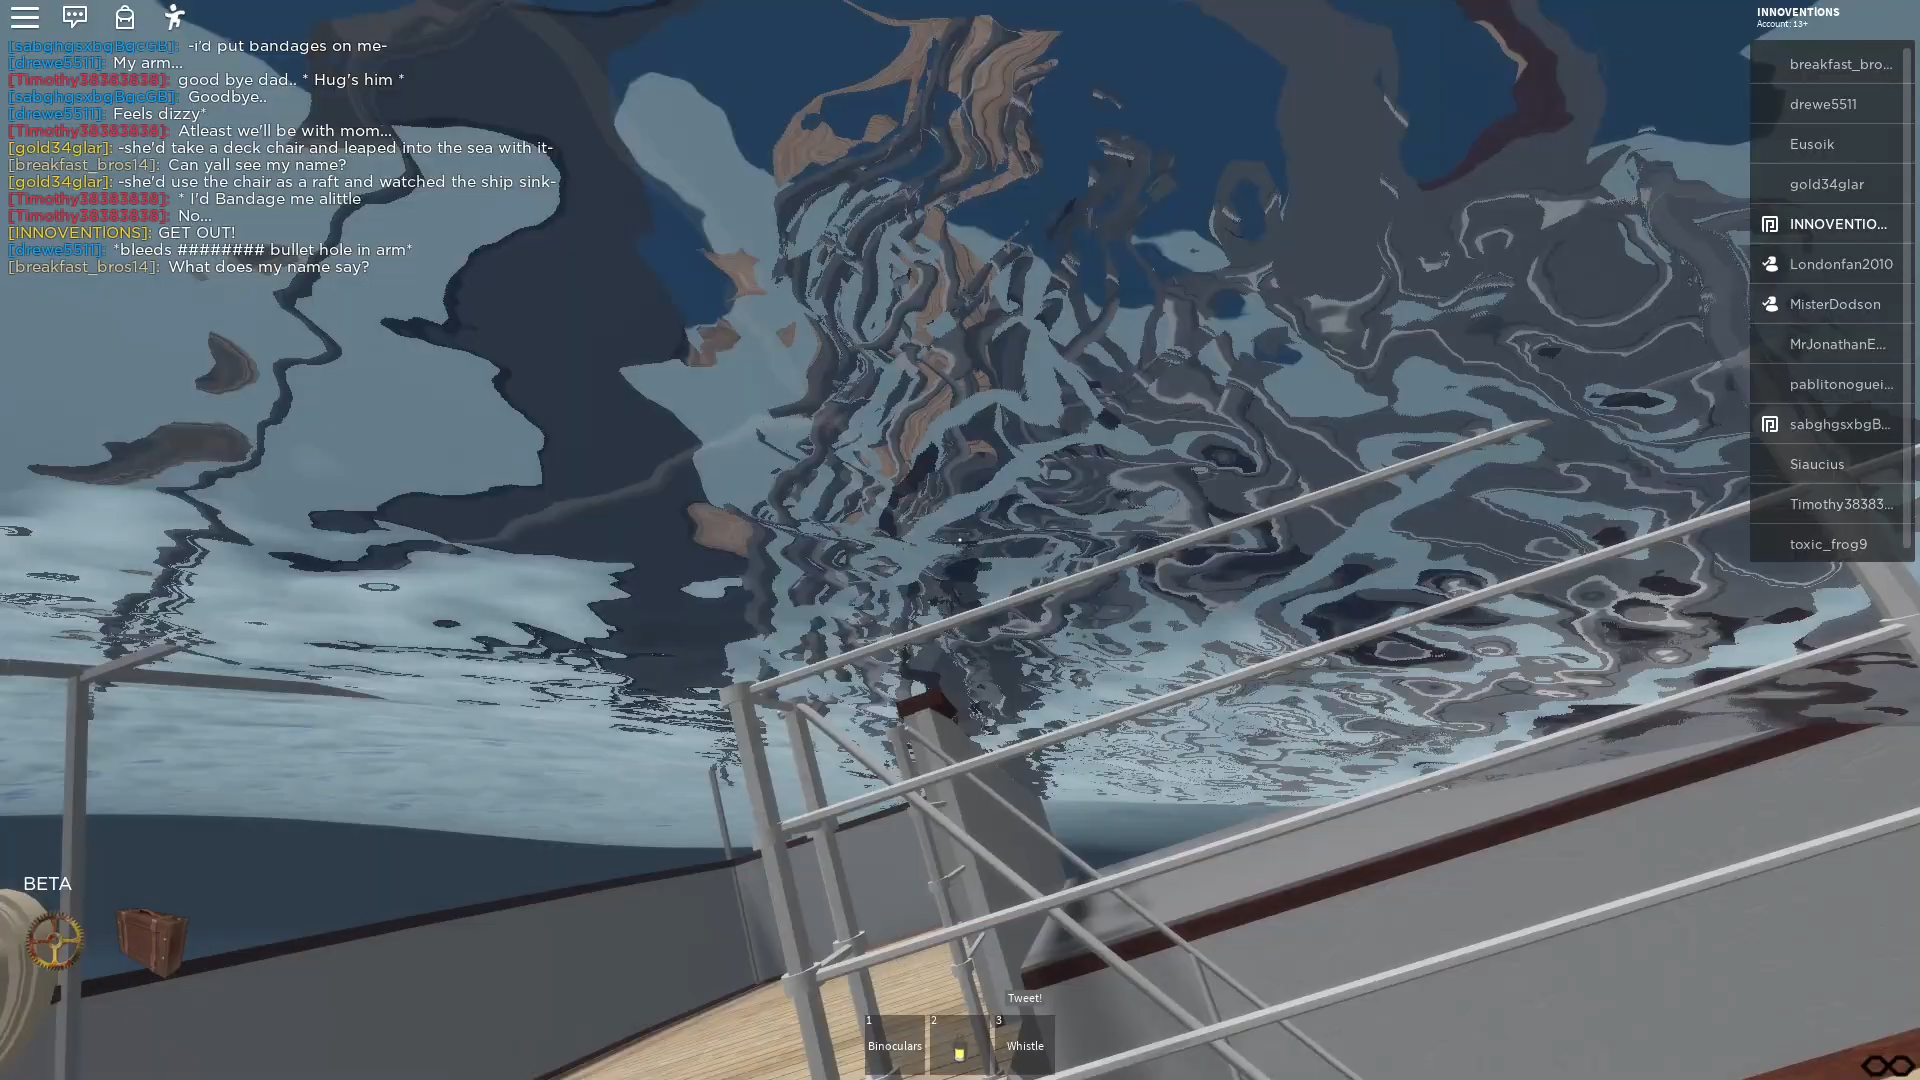 [sabghgsxbgBgcGB]: -i'd put bandages on me-
[drewe5511]: My arm...
[Timothy38383838]: good bye dad.. * Hug's him *
[sabghgsxbgBgcGB]: Goodbye..
[drewe5511]: Feels dizzy*
[Timothy38383838]: Atleast we'll be with mom...
[gold34glar]: -she'd take a deck chair and leaped into the sea with it-
[breakfast_bros14]: Can yall see my name?
[gold34glar]: -she'd use the chair as a raft and watched the ship sink-
[Timothy38383838]: * I'd Bandage me alittle
[Timothy38383838]: No...
[INNOVENTIONS]: GET OUT!
[drewe5511]: *bleeds ######## bullet hole in arm*
[breakfast_bros14]: What does my name say?
INNOVENTIONS
Account: 13+
breakfast_bro...
drewe5511
Eusoik
gold34glar
INNOVENTIO...
Londonfan2010
MisterDodson
MrJonathanE...
pablitonoguei...
sabghgsxbgB...
Siaucius
Timothy38383...
toxic_frog9
BETA
Tweet!
1
2
3
Binoculars
Whistle